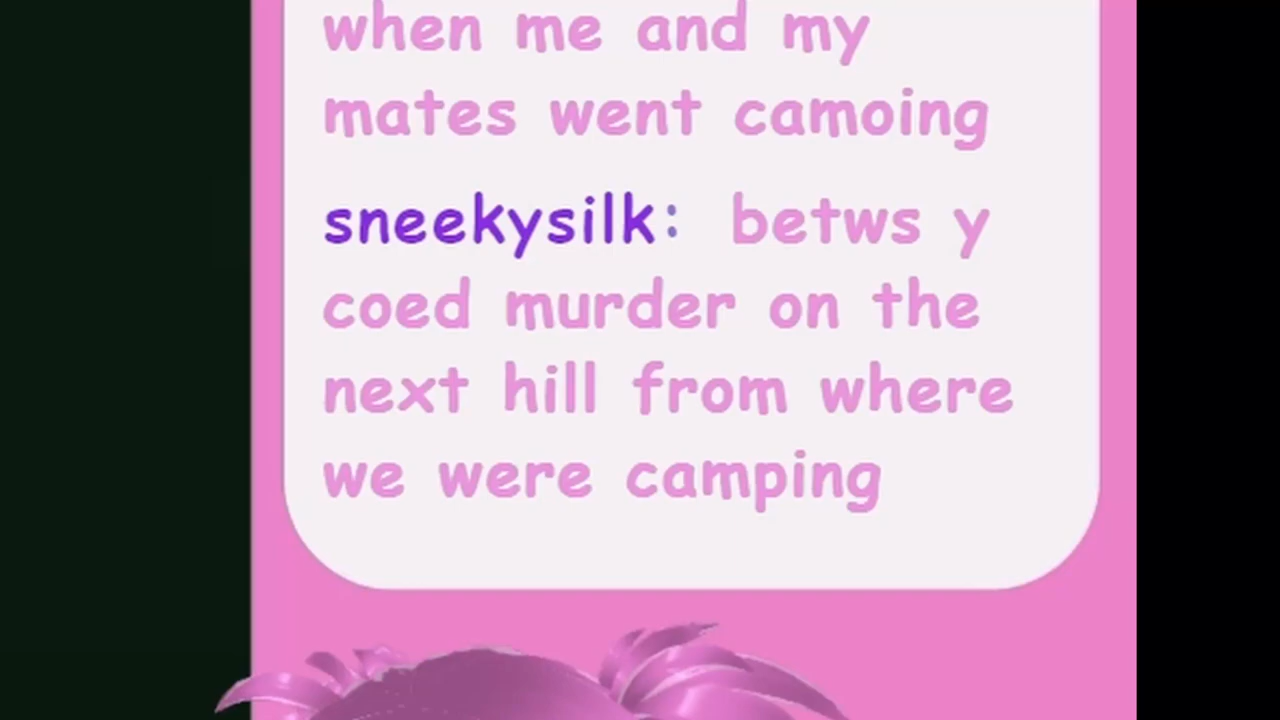 when me and my
mates went camoing
sneekysilk: betws y
coed murder on the
next hill from where
we were camping